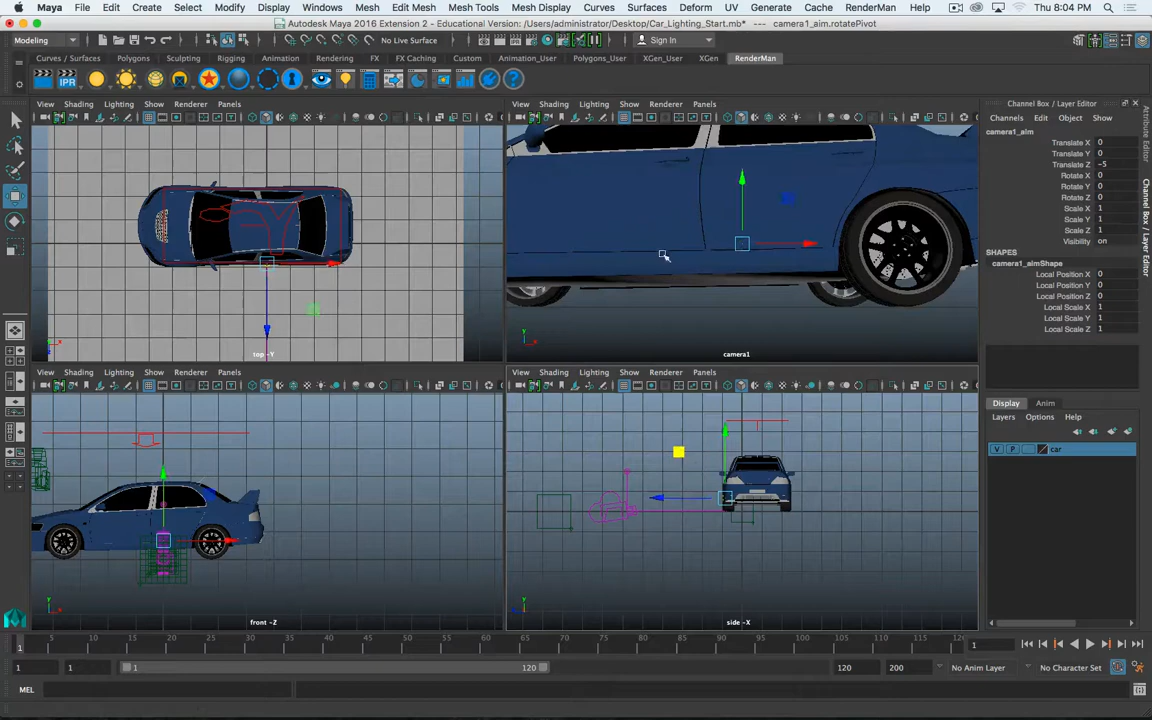 Maya File Edit Create Select Modify Display Windows Mesh Edit Mesh Mesh Tools Mesh Display Curves Surfaces Deform UV Generate Cache RenderMan Help Thu 8:04 PM
Autodesk Maya 2016 Extension 2 - Educational Version: /Users/administrator/Desktop/Car_Lighting_Start.mb* --- camera1_aim.rotatePivot
Modeling No Live Surface Sign In
Curves / Surfaces Polygons Sculpting Rigging Animation Rendering FX FX Caching Custom Animation_User Polygons_User XGen_User XGen RenderMan
IPR
View Shading Lighting Show Renderer Panels
View Shading Lighting Show Renderer Panels
top -Y
camera1
View Shading Lighting Show Renderer Panels
View Shading Lighting Show Renderer Panels
front -Z
side -X
Channel Box / Layer Editor
Channels Edit Object Show
camera1_aim
Translate X 0
Translate Y 0
Translate Z -5
Rotate X 0
Rotate Y 0
Rotate Z 0
Scale X 1
Scale Y 1
Scale Z 1
Visibility on
SHAPES
camera1_aimShape
Local Position X 0
Local Position Y 0
Local Position Z 0
Local Scale X 1
Local Scale Y 1
Local Scale Z 1
Display Anim
Layers Options Help
V P car
Attribute Editor
Channel Box / Layer Editor
5 10 15 20 25 30 35 40 45 50 55 60 65 70 75 80 85 90 95 100 105 110 115 120
1 1
1 1 1 120 120 200 No Anim Layer No Character Set
MEL